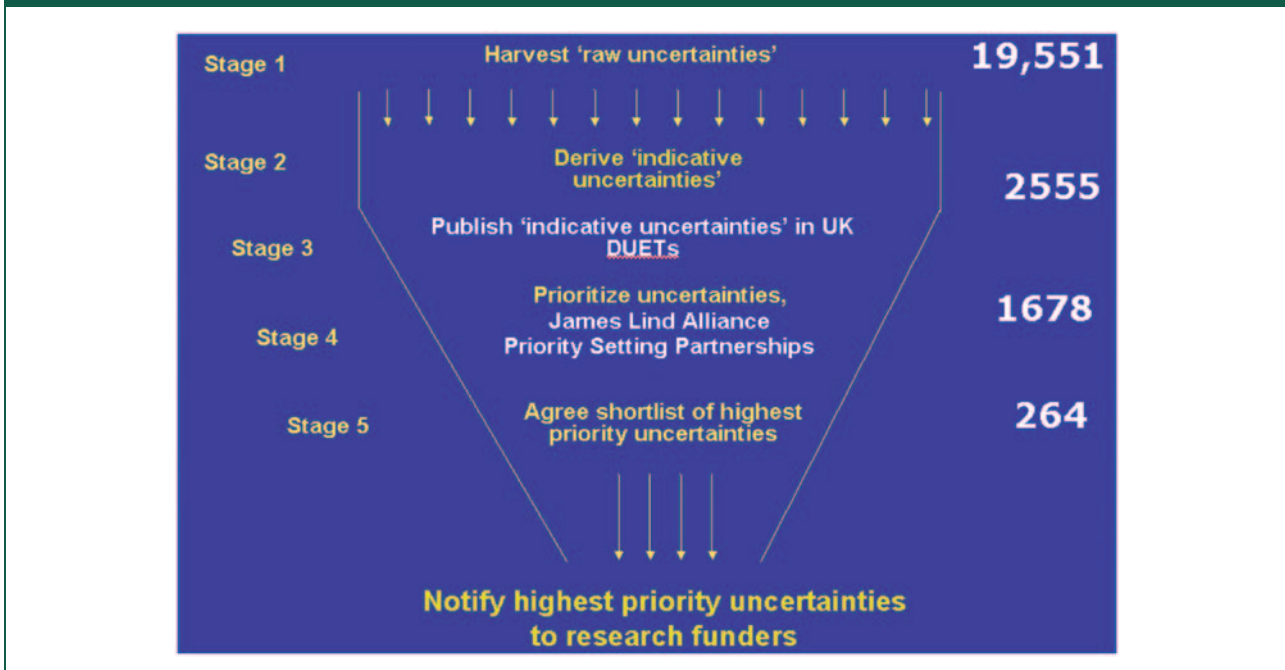 Stage 1
Harvest ‘raw uncertainties’
19,551
Stage 2
Derive ‘indicative
uncertainties’
2555
Publish ‘indicative uncertainties’ in UK
DUETs
Stage 3
Prioritize uncertainties,
James Lind Alliance
Priority Setting Partnerships
1678
Stage 4
Agree shortlist of highest
priority uncertainties
264
Stage 5
Notify highest priority uncertainties
to research funders